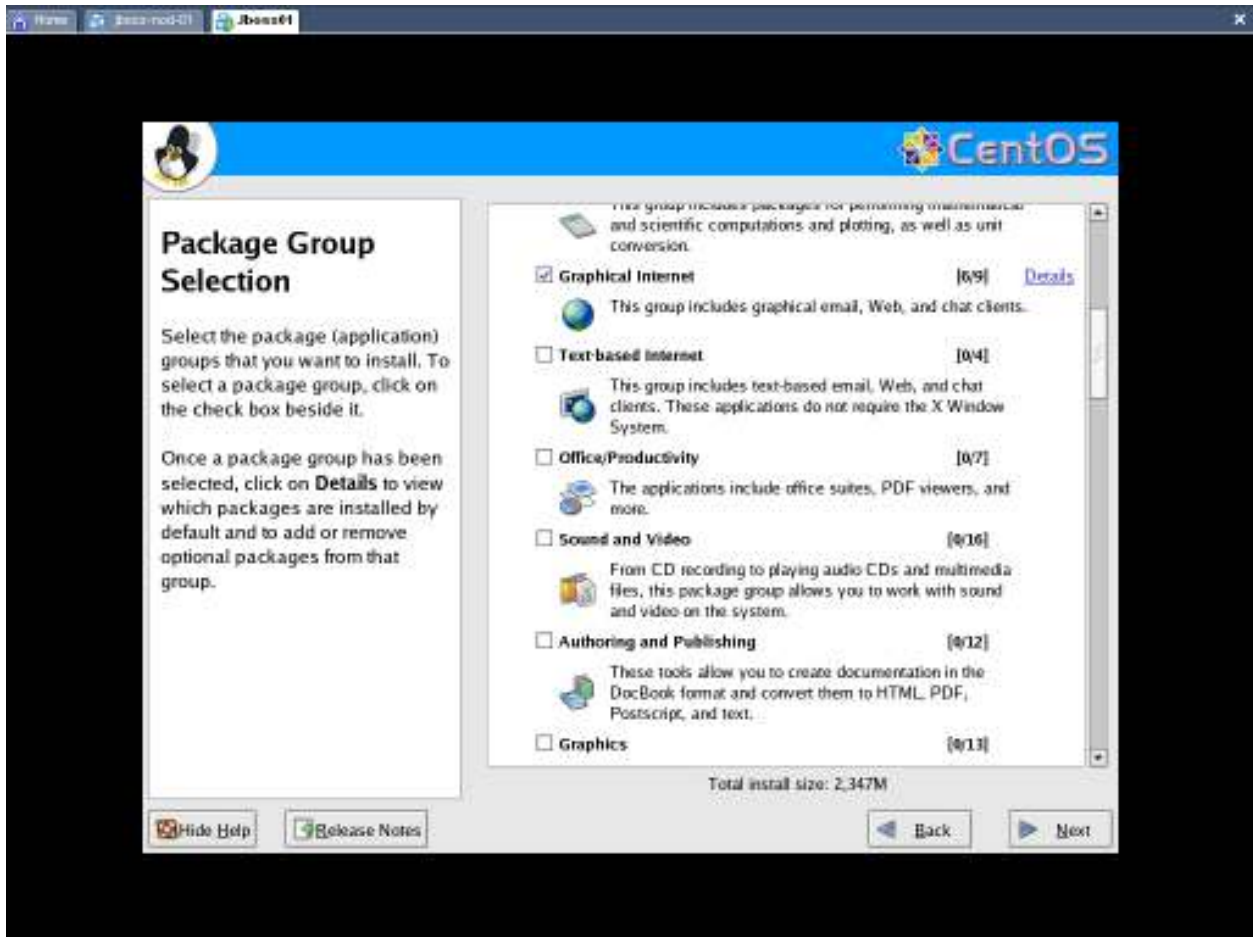 Home
Jboss01
CentOS
Package Group
Selection
Select the package (application)
groups that you want to install. To
select a package group, click on
the check box beside it.
Once a package group has been
selected, click on Details to view
which packages are installed by
default and to add or remove
optional packages from that
group.
This group includes packages for performing mathematical
and scientific computations and plotting, as well as unit
conversion.
Graphical Internet [6/9] Details
This group includes graphical email, Web, and chat clients.
Text-based Internet [0/4]
This group includes text-based email, Web, and chat
clients. These applications do not require the X Window
System.
Office/Productivity [0/7]
The applications include office suites, PDF viewers, and
more.
Sound and Video [0/16]
From CD recording to playing audio CDs and multimedia
files, this package group allows you to work with sound
and video on the system.
Authoring and Publishing [0/12]
These tools allow you to create documentation in the
DocBook format and convert them to HTML, PDF,
Postscript, and text.
Graphics [0/13]
Total install size: 2,347M
Hide Help Release Notes Back Next